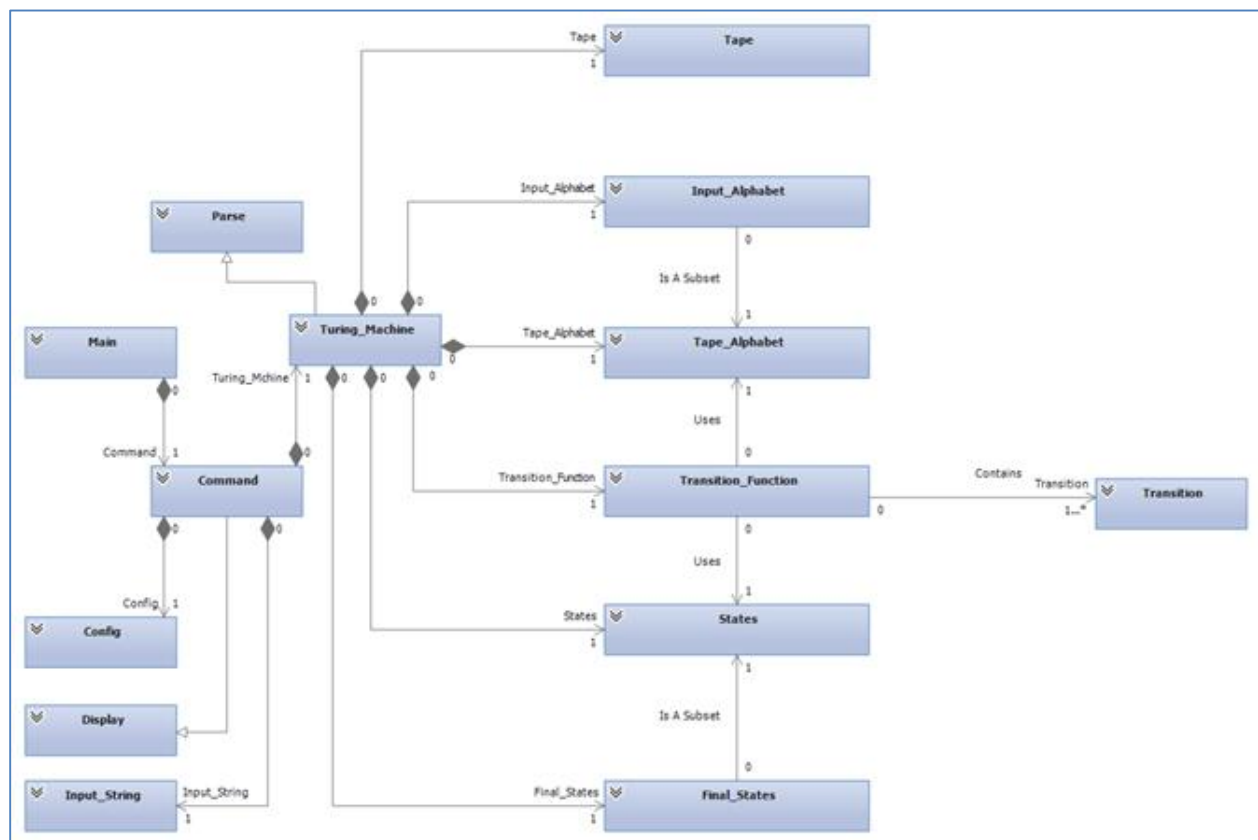 Tape
1
Tape
Input_Alphabet
1
Input_Alphabet
0
Parse
Is A Subset
0
0
1
Turing_Machine
Tape_Alphabet
0
1
Tape_Alphabet
1
Main
0
Turing_Mchine
1
0
0
0
Uses
0
Command
1
0
Command
0
0
Transition_Function
1
Transition_Function
0
0
Contains
Transition
1...*
Transition
Uses
1
Config
1
Config
States
1
States
1
Display
Is A Subset
0
Input_String
Input_String
1
Final_States
1
Final_States